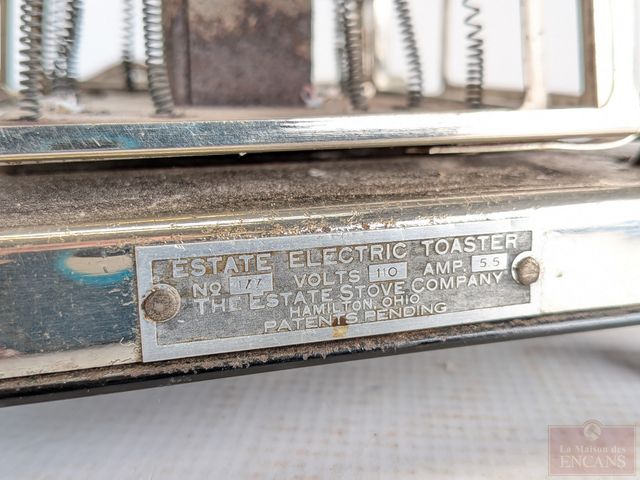 ESTATE ELECTRIC TOASTER
NO 177 VOLTS 110 AMP. 5.5
THE ESTATE STOVE COMPANY
HAMILTON, OHIO
PATENTS PENDING
La Maison des
ENCANS